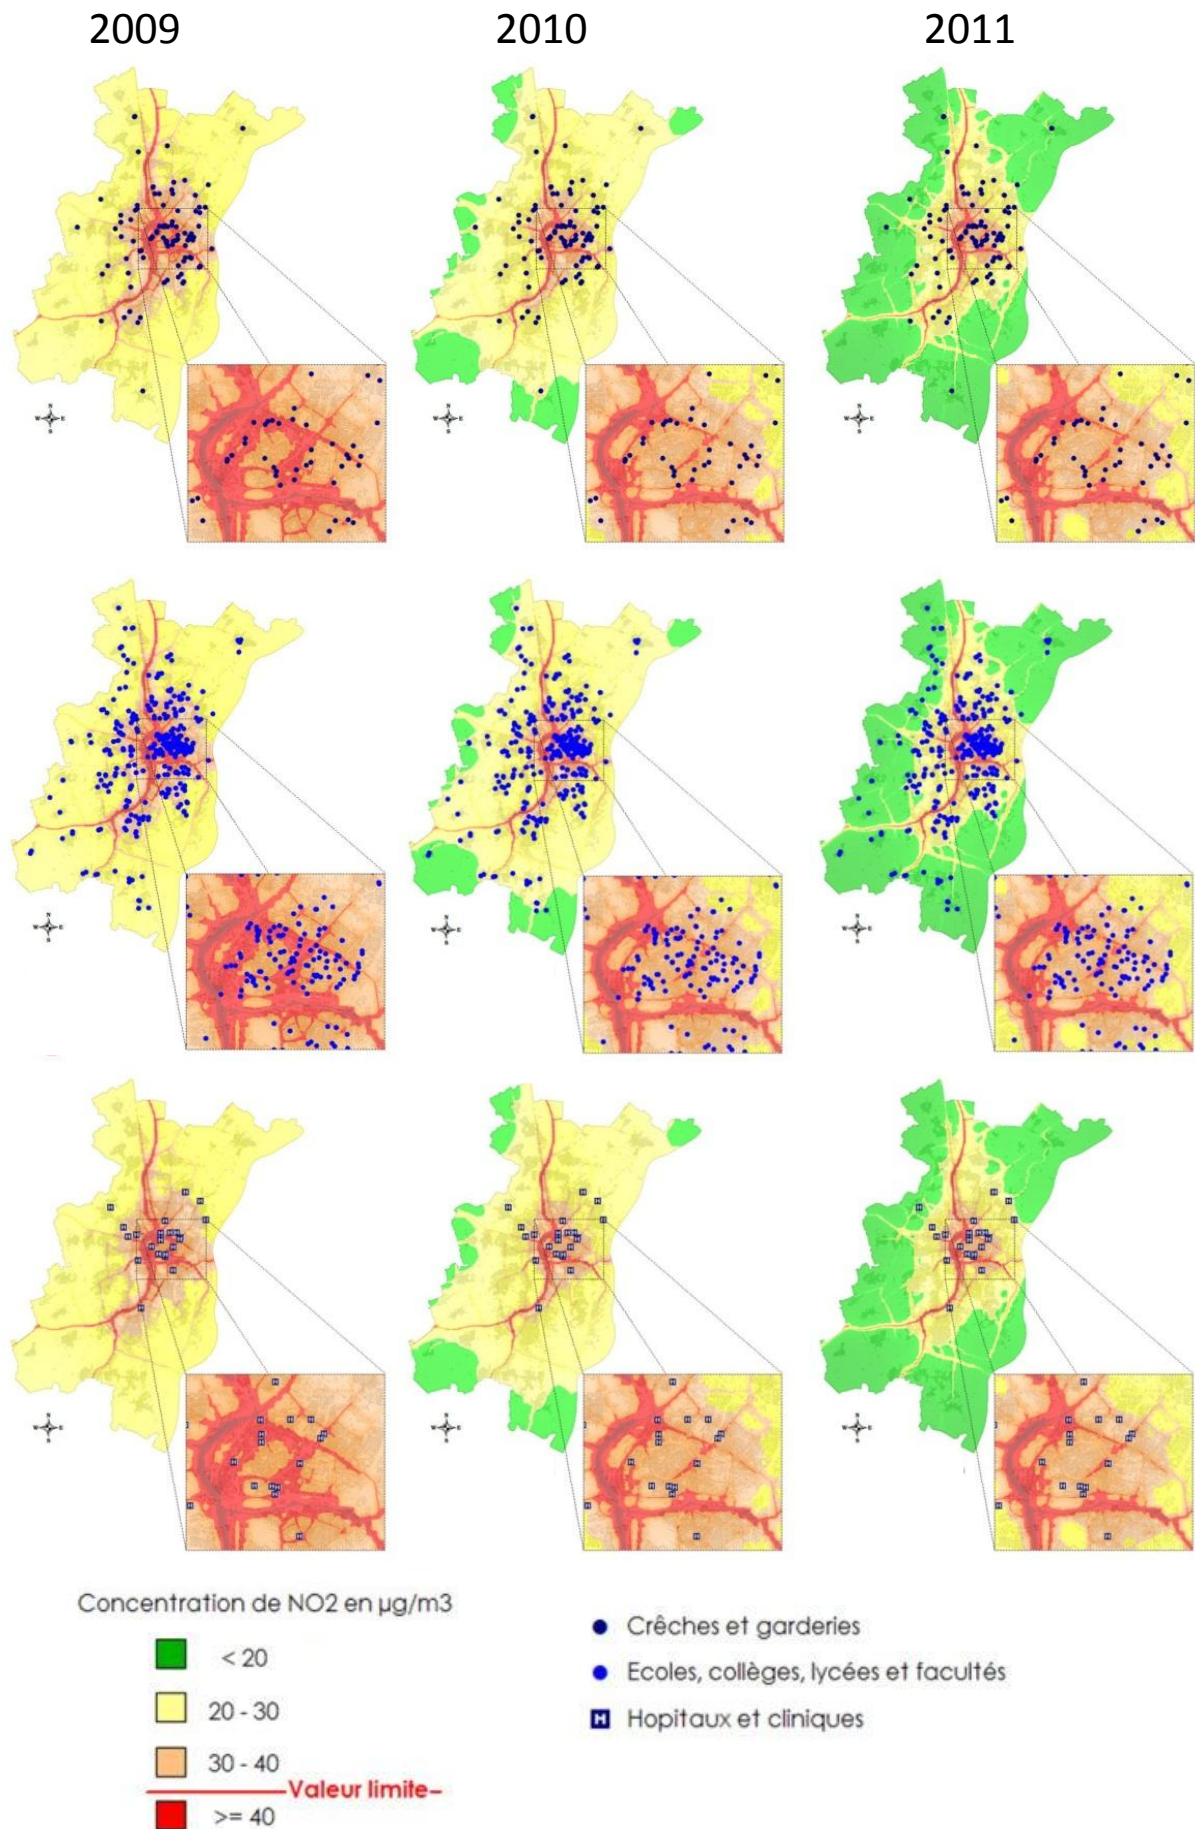 2009
2010
2011
N
W E
S
N
W E
S
N
W E
S
N
W E
S
N
W E
S
N
W E
S
H
N
W E
S
N
W E
S
N
W E
S
Concentration de NO2 en µg/m3
< 20
20 - 30
30 - 40
Valeur limite
>= 40
Crêches et garderies
Ecoles, collèges, lycées et facultés
H Hopitaux et cliniques